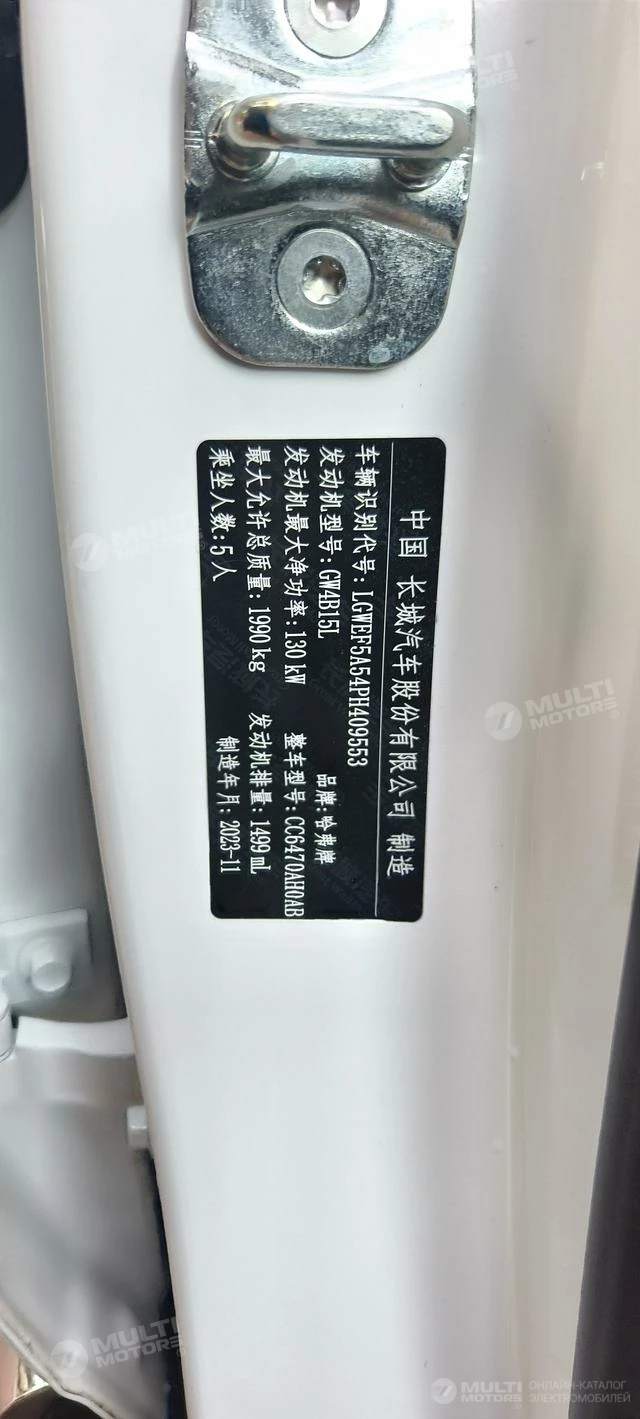 中国 长城汽车股份有限公司 制造
车辆识别代号:LGWEF5A54PH409553
品牌:哈弗牌
发动机型号:GW4B15L
整车型号:CC6470AH0AB
发动机最大净功率:130 kW
发动机排量:1499 mL
最大允许总质量:1990 kg
制造年月:2023-11
乘坐人数:5人
MULTI MOTORS
MULTI MOTORS
MULTI MOTORS
MULTI MOTORS
MULTI MOTORS
ОНЛАЙН-КАТАЛОГ
ЭЛЕКТРОМОБИЛЕЙ